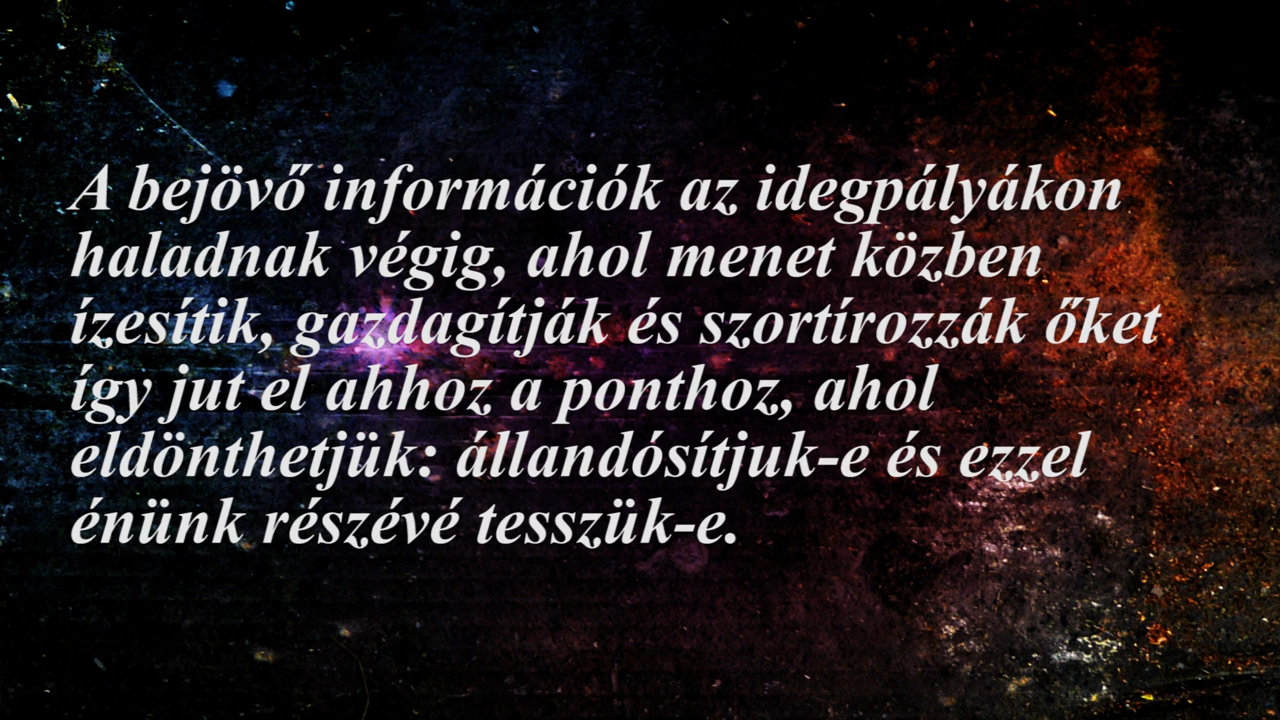 A bejövő információk az idegpályákon
haladnak végig, ahol menet közben
ízesítik, gazdagítják és szortírozzák őket
így jut el ahhoz a ponthoz, ahol
eldönthetjük: állandósítjuk-e és ezzel
énünk részévé tesszük-e.